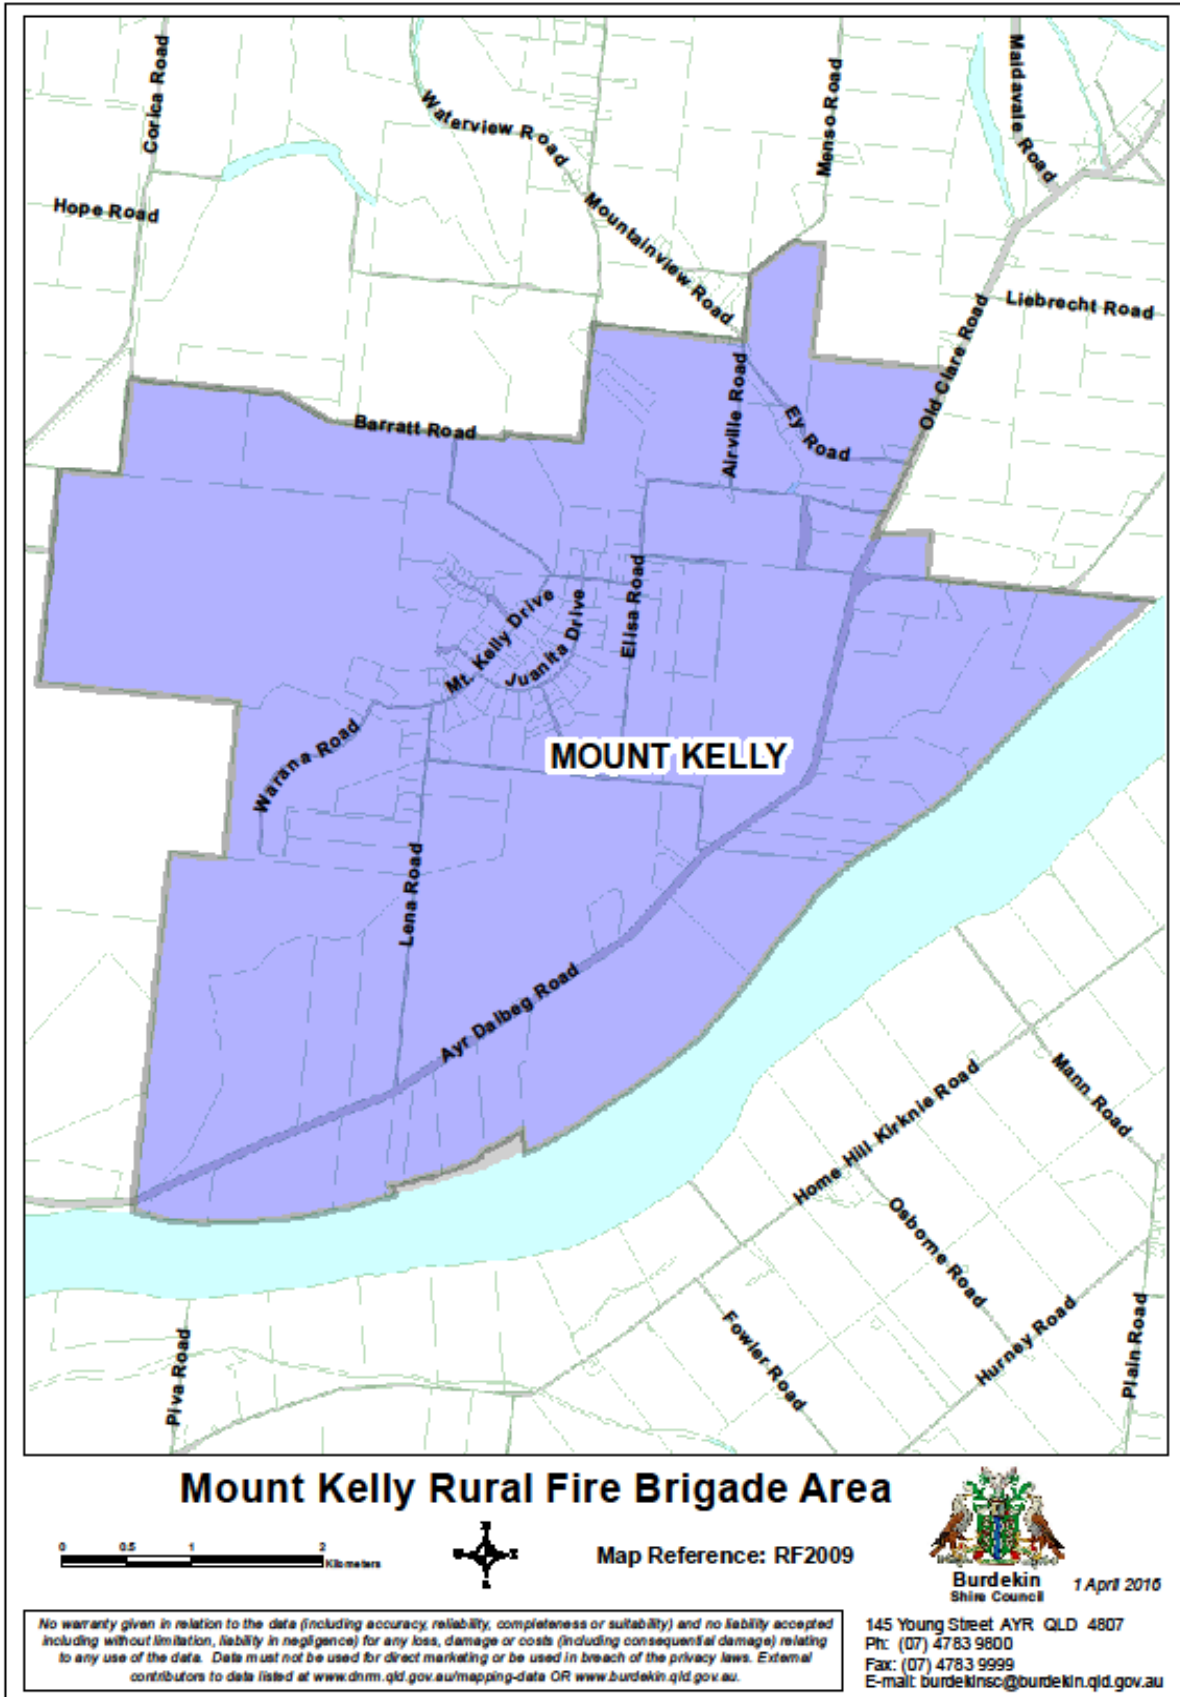 Corica Road
Waterview Road
Menso Road
Maidavale Road
Hope Road
Mountainview Road
Liebrecht Road
Old Clare Road
Airville Road
Ey Road
Barratt Road
Elisa Road
Mt. Kelly Drive
Juanita Drive
MOUNT KELLY
Warana Road
Lena Road
Ayr Dalbeg Road
Home Hill Kirknie Road
Mann Road
Osborne Road
Fowler Road
Hurney Road
Plain Road
Piva Road
Mount Kelly Rural Fire Brigade Area
0 0.5 1 2
Kilometers
N
W E
S
Map Reference: RF2009
Burdekin
Shire Council
1 April 2016
No warranty given in relation to the data (including accuracy, reliability, completeness or suitability) and no liability accepted
including without limitation, liability in negligence) for any loss, damage or costs (including consequential damage) relating
to any use of the data. Data must not be used for direct marketing or be used in breach of the privacy laws. External
contributors to data listed at www.dnrm.qld.gov.au/mapping-data OR www.burdekin.qld.gov.au.
145 Young Street AYR QLD 4807
Ph: (07) 4783 9800
Fax: (07) 4783 9999
E-mail: burdekinsc@burdekin.qld.gov.au